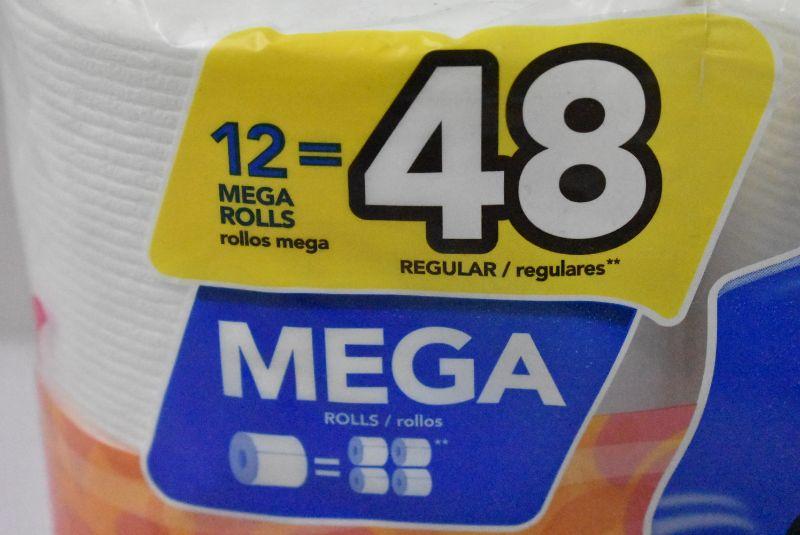 12 = 48
MEGA
ROLLS
rollos mega
REGULAR / regulares**
MEGA
ROLLS / rollos
= **